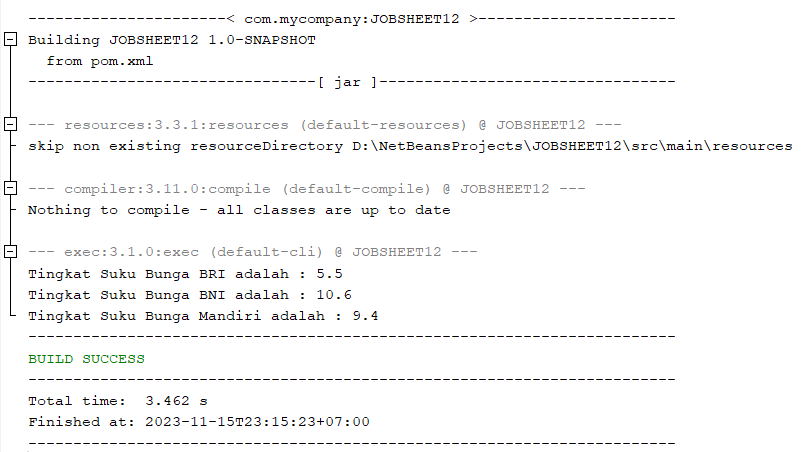 ----------------------< com.mycompany:JOBSHEET12 >----------------------
Building JOBSHEET12 1.0-SNAPSHOT
  from pom.xml
--------------------------------[ jar ]---------------------------------
--- resources:3.3.1:resources (default-resources) @ JOBSHEET12 ---
skip non existing resourceDirectory D:\NetBeansProjects\JOBSHEET12\src\main\resources
--- compiler:3.11.0:compile (default-compile) @ JOBSHEET12 ---
Nothing to compile - all classes are up to date
--- exec:3.1.0:exec (default-cli) @ JOBSHEET12 ---
Tingkat Suku Bunga BRI adalah : 5.5
Tingkat Suku Bunga BNI adalah : 10.6
Tingkat Suku Bunga Mandiri adalah : 9.4
------------------------------------------------------------------------
BUILD SUCCESS
------------------------------------------------------------------------
Total time:  3.462 s
Finished at: 2023-11-15T23:15:23+07:00
------------------------------------------------------------------------